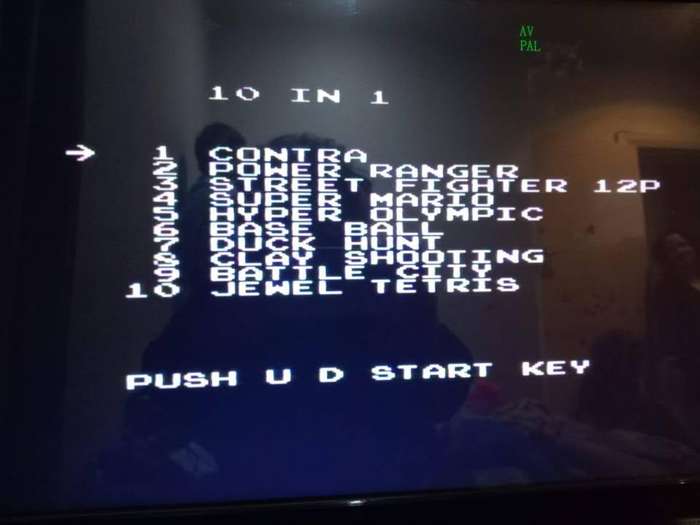 AV
PAL
10 IN 1
1 CONTRA
2 POWER RANGER
3 STREET FIGHTER 12P
4 SUPER MARIO
5 HYPER OLYMPIC
6 BASE BALL
7 DUCK HUNT
8 CLAY SHOOTING
9 BATTLE CITY
10 JEWEL TETRIS
PUSH U D START KEY